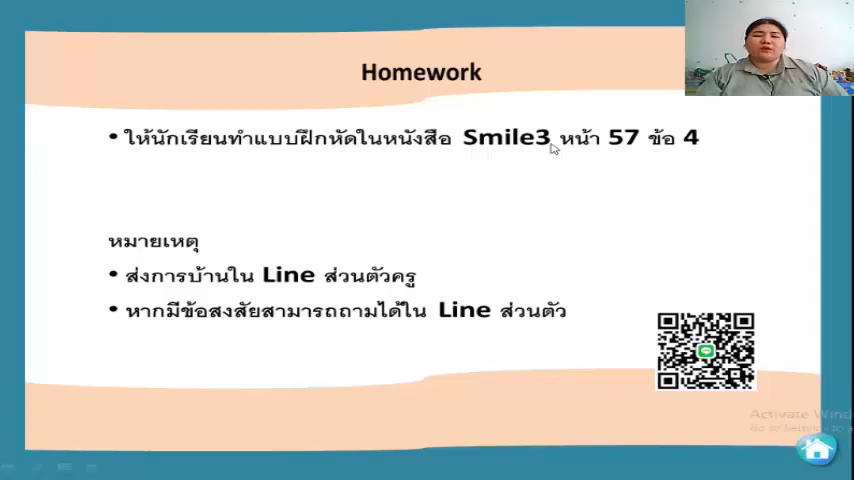 Homework
• ให้นักเรียนทำแบบฝึกหัดในหนังสือ Smile3 หน้า 57 ข้อ 4
หมายเหตุ
• ส่งการบ้านใน Line ส่วนตัวครู
• หากมีข้อสงสัยสามารถถามได้ใน Line ส่วนตัว
Activate Wind